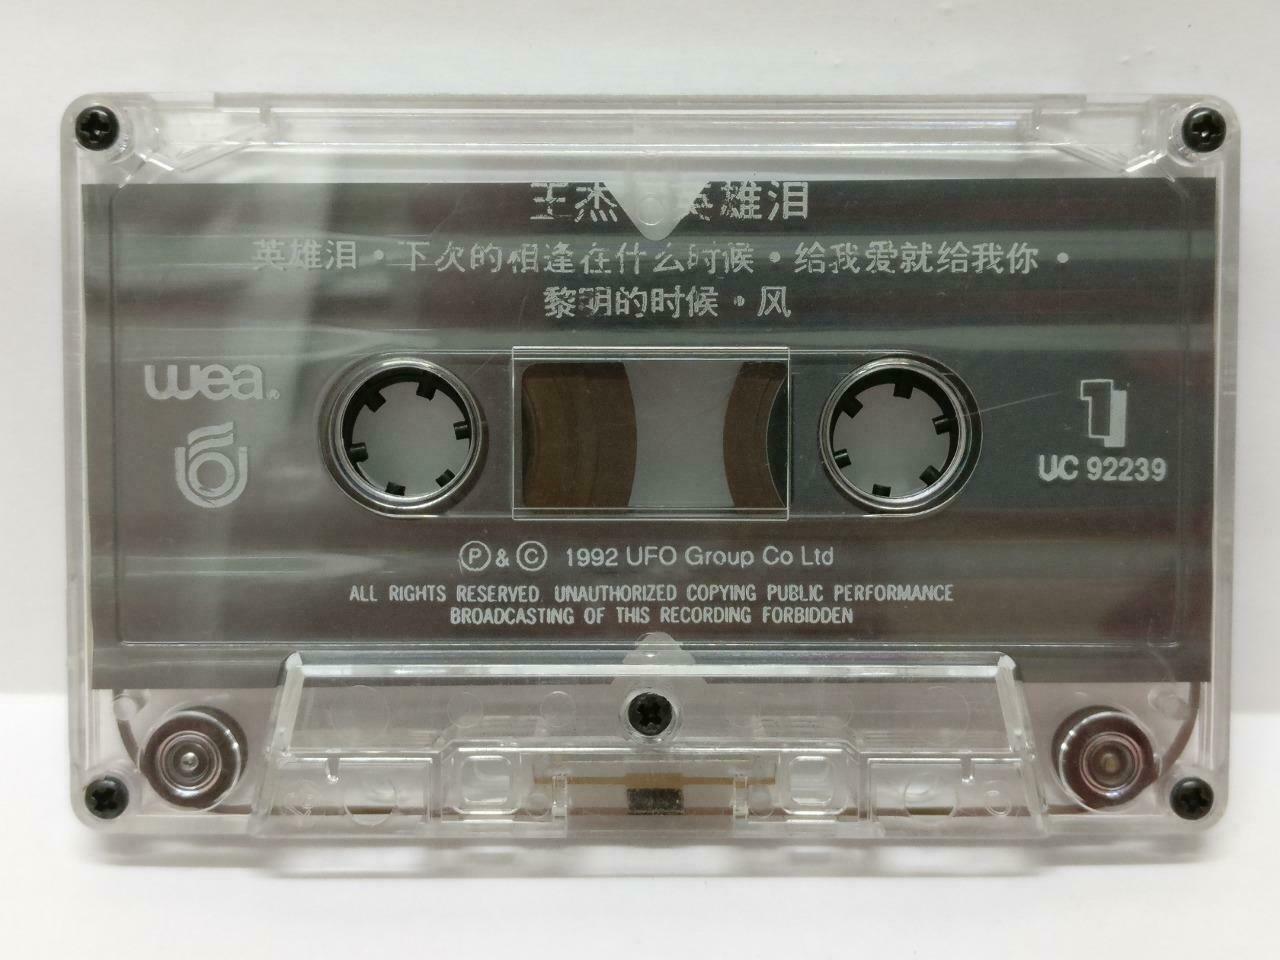 王杰 英雄泪
英雄泪•下次的相逢在什么时候•给我爱就给我你•
黎明的时候•风
wea®
1
UC 92239
Ⓟ & © 1992 UFO Group Co Ltd
ALL RIGHTS RESERVED. UNAUTHORIZED COPYING PUBLIC PERFORMANCE
BROADCASTING OF THIS RECORDING FORBIDDEN